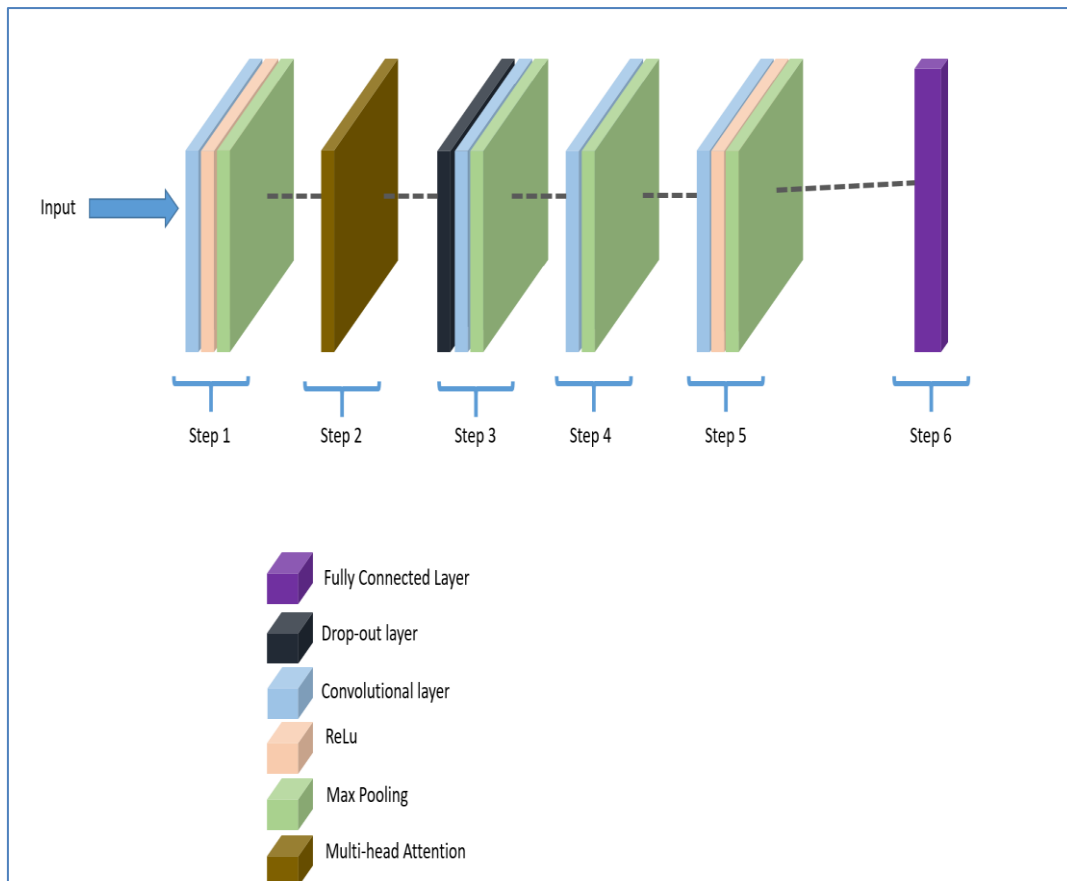 Input
Step 1
Step 2
Step 3
Step 4
Step 5
Step 6
Fully Connected Layer
Drop-out layer
Convolutional layer
ReLu
Max Pooling
Multi-head Attention